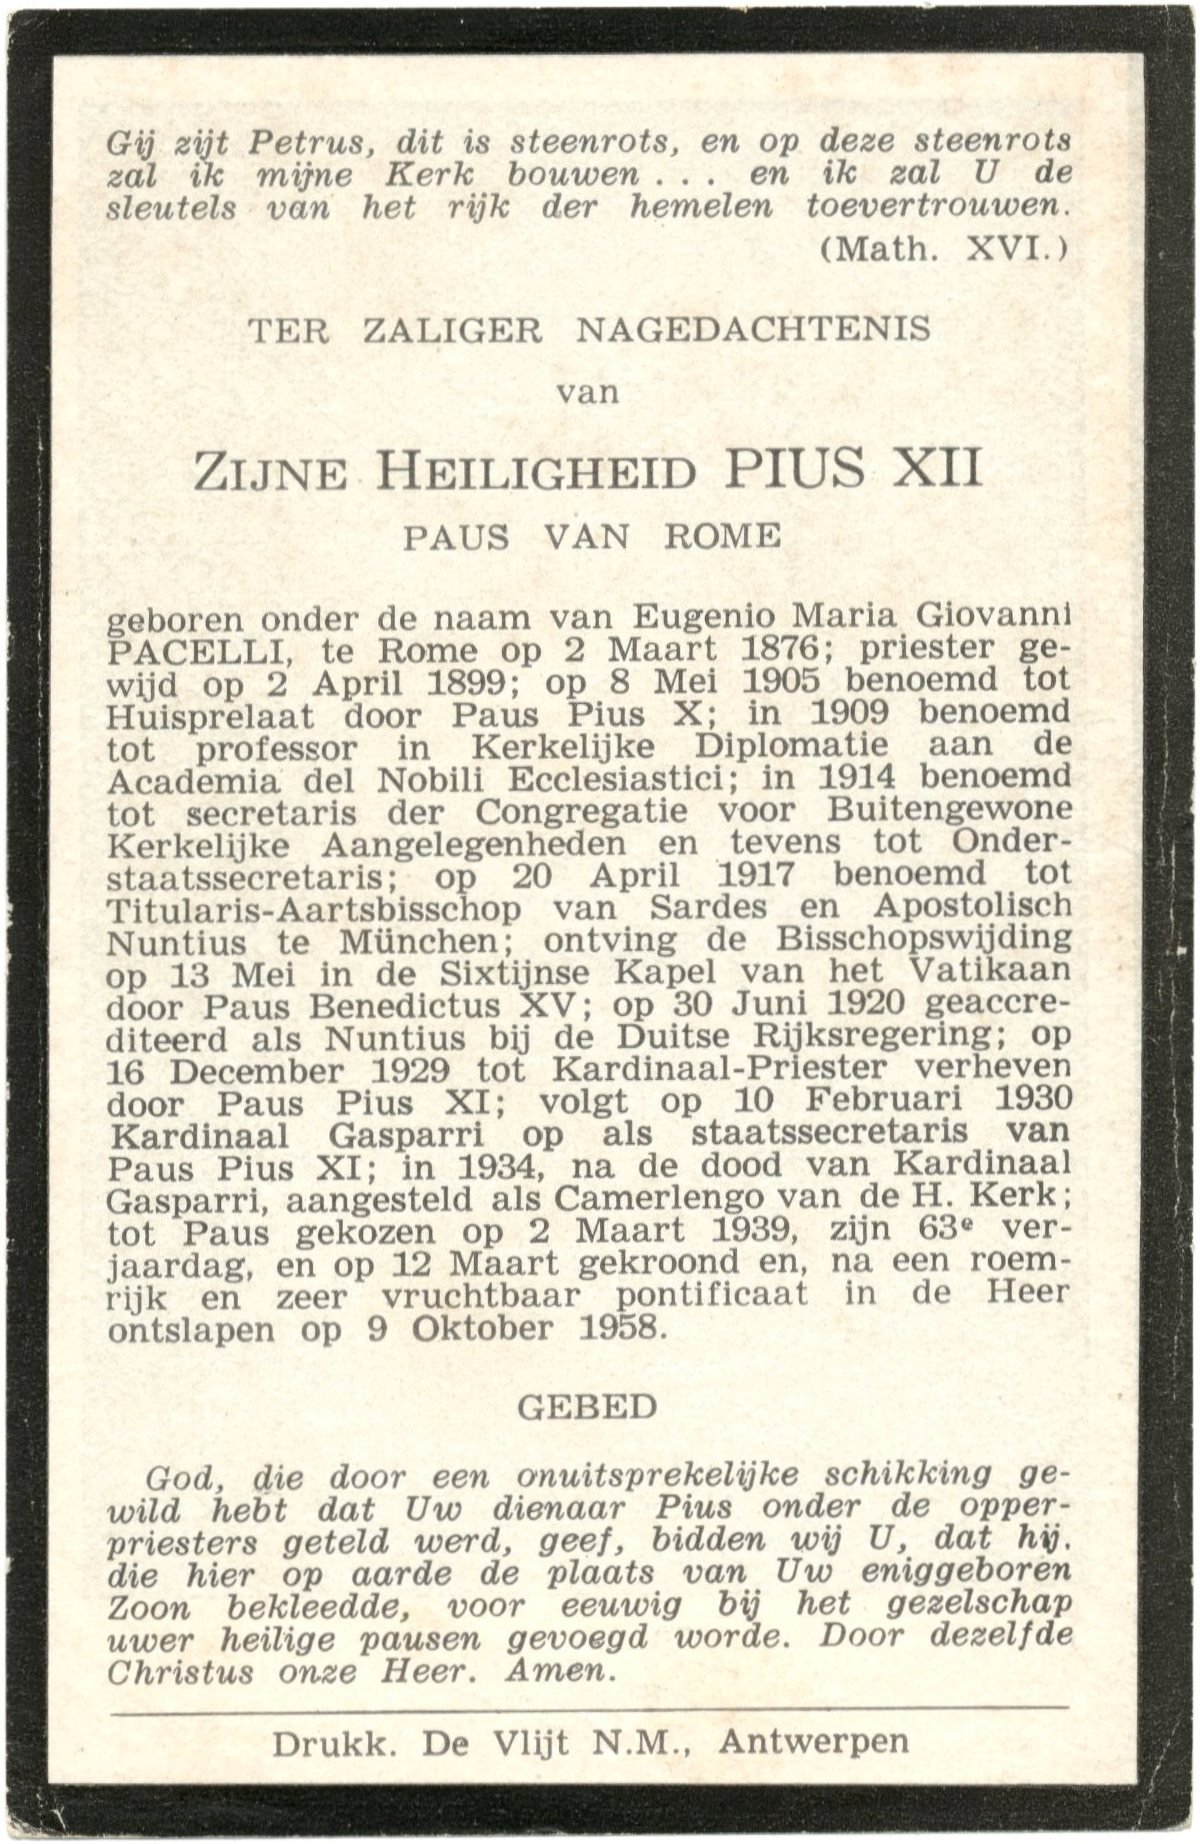 Gij zijt Petrus, dit is steenrots, en op deze steenrots
zal ik mijne Kerk bouwen ... en ik zal U de
sleutels van het rijk der hemelen toevertrouwen.
(Math. XVI.)
TER ZALIGER NAGEDACHTENIS
van
ZIJNE HEILIGHEID PIUS XII
PAUS VAN ROME
geboren onder de naam van Eugenio Maria Giovanni
PACELLI, te Rome op 2 Maart 1876; priester ge-
wijd op 2 April 1899; op 8 Mei 1905 benoemd tot
Huisprelaat door Paus Pius X; in 1909 benoemd
tot professor in Kerkelijke Diplomatie aan de
Academia del Nobili Ecclesiastici; in 1914 benoemd
tot secretaris der Congregatie voor Buitengewone
Kerkelijke Aangelegenheden en tevens tot Onder-
staatssecretaris; op 20 April 1917 benoemd tot
Titularis-Aartsbisschop van Sardes en Apostolisch
Nuntius te München; ontving de Bisschopswijding
op 13 Mei in de Sixtijnse Kapel van het Vatikaan
door Paus Benedictus XV; op 30 Juni 1920 geaccre-
diteerd als Nuntius bij de Duitse Rijksregering; op
16 December 1929 tot Kardinaal-Priester verheven
door Paus Pius XI; volgt op 10 Februari 1930
Kardinaal Gasparri op als staatssecretaris van
Paus Pius XI; in 1934, na de dood van Kardinaal
Gasparri, aangesteld als Camerlengo van de H. Kerk;
tot Paus gekozen op 2 Maart 1939, zijn 63e ver-
jaardag, en op 12 Maart gekroond en, na een roem-
rijk en zeer vruchtbaar pontificaat in de Heer
ontslapen op 9 Oktober 1958.
GEBED
God, die door een onuitsprekelijke schikking ge-
wild hebt dat Uw dienaar Pius onder de opper-
priesters geteld werd, geef, bidden wij U, dat hij.
die hier op aarde de plaats van Uw eniggeboren
Zoon bekleedde, voor eeuwig bij het gezelschap
uwer heilige pausen gevoegd worde. Door dezelfde
Christus onze Heer. Amen.
Drukk. De Vlijt N.M., Antwerpen